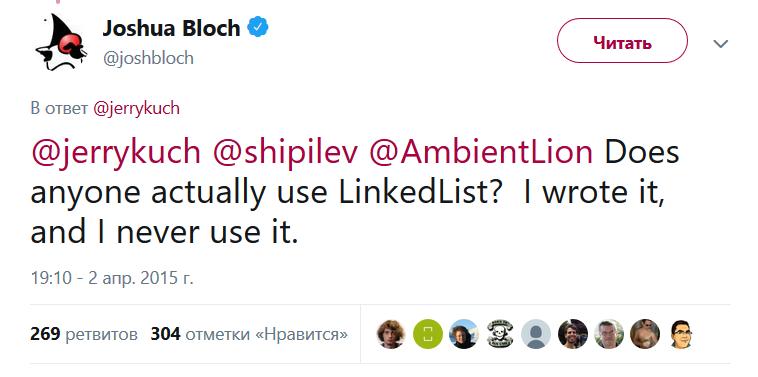 Joshua Bloch
@joshbloch
Читать
В ответ @jerrykuch
@jerrykuch @shipilev @AmbientLion Does
anyone actually use LinkedList? I wrote it,
and I never use it.
19:10 - 2 апр. 2015 г.
269 ретвитов 304 отметки «Нравится»